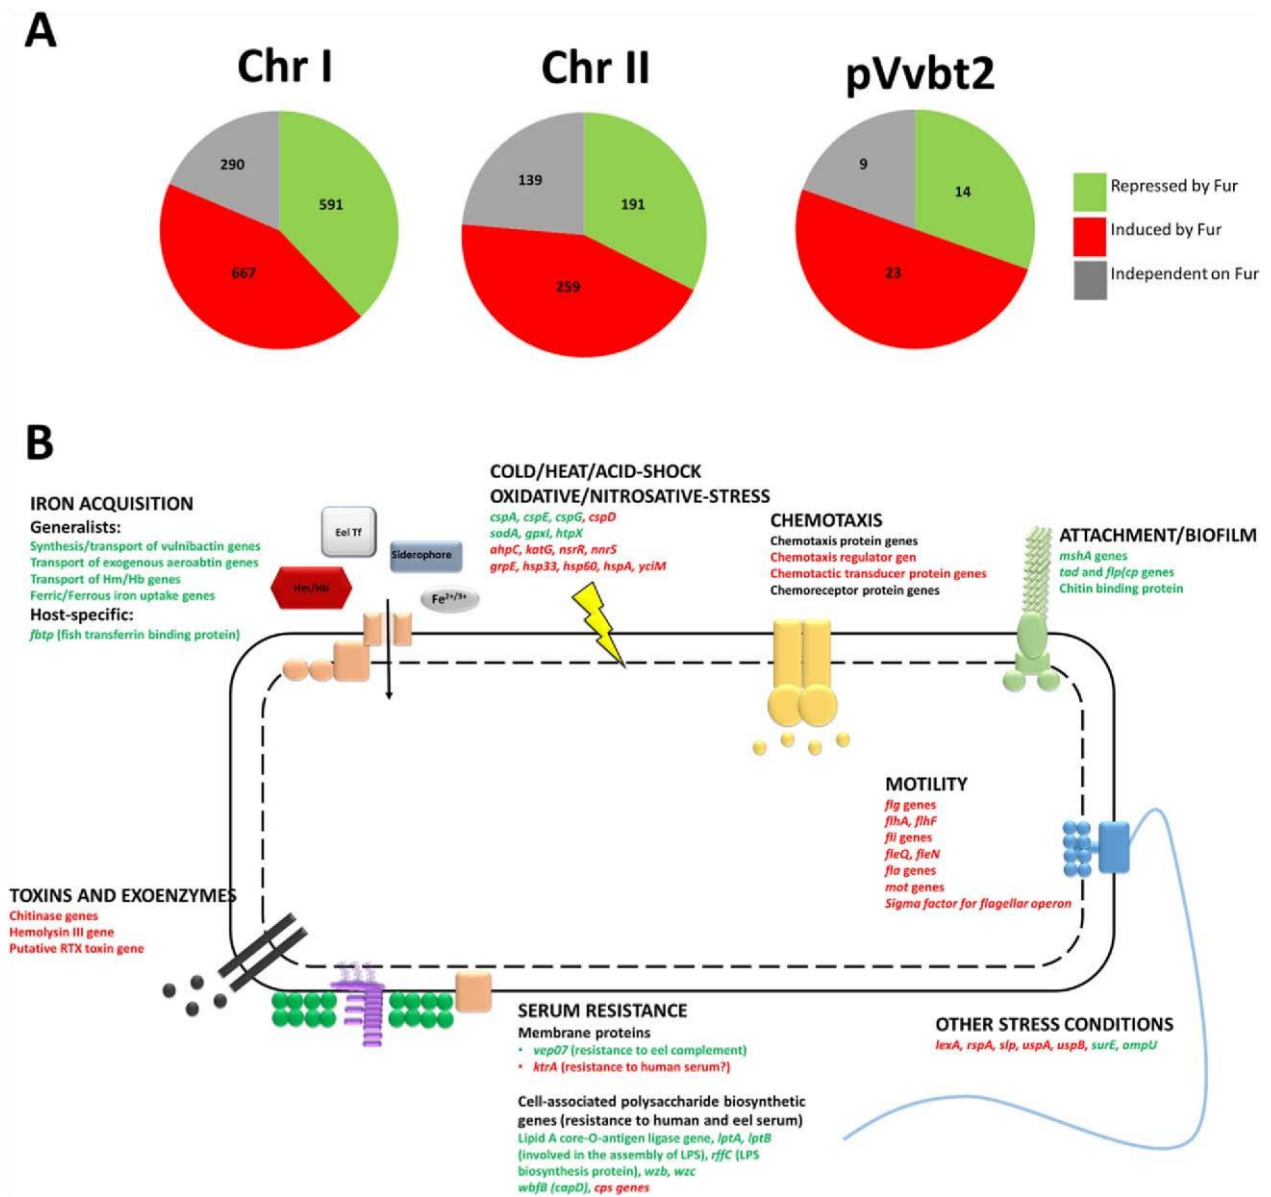 A
Chr I
Chr II
pVvbt2
290
591
667
139
191
259
9
14
23
Repressed by Fur
Induced by Fur
Independent on Fur
B
IRON ACQUISITION
Generalists:
Synthesis/transport of vulnibactin genes
Transport of exogenous aeroabtin genes
Transport of Hm/Hb genes
Ferric/Ferrous iron uptake genes
Host-specific:
fbtp (fish transferrin binding protein)
Eel Tf
Siderophore
Hm/Hb
Fe2+/3+
COLD/HEAT/ACID-SHOCK
OXIDATIVE/NITROSATIVE-STRESS
cspA, cspE, cspG, cspD
sodA, gpxI, htpX
ahpC, katG, nsrR, nnrS
grpE, hsp33, hsp60, hspA, yciM
CHEMOTAXIS
Chemotaxis protein genes
Chemotaxis regulator gen
Chemotactic transducer protein genes
Chemoreceptor protein genes
ATTACHMENT/BIOFILM
mshA genes
tad and flp(cp genes
Chitin binding protein
MOTILITY
flg genes
flhA, flhF
fli genes
fleQ, fleN
fla genes
mot genes
Sigma factor for flagellar operon
TOXINS AND EXOENZYMES
Chitinase genes
Hemolysin III gene
Putative RTX toxin gene
SERUM RESISTANCE
Membrane proteins
• vep07 (resistance to eel complement)
• ktrA (resistance to human serum?)
Cell-associated polysaccharide biosynthetic
genes (resistance to human and eel serum)
Lipid A core-O-antigen ligase gene, lptA, lptB
(involved in the assembly of LPS), rffC (LPS
biosynthesis protein), wzb, wzc
wbfB (capD), cps genes
OTHER STRESS CONDITIONS
lexA, rspA, slp, uspA, uspB, surE, ompU